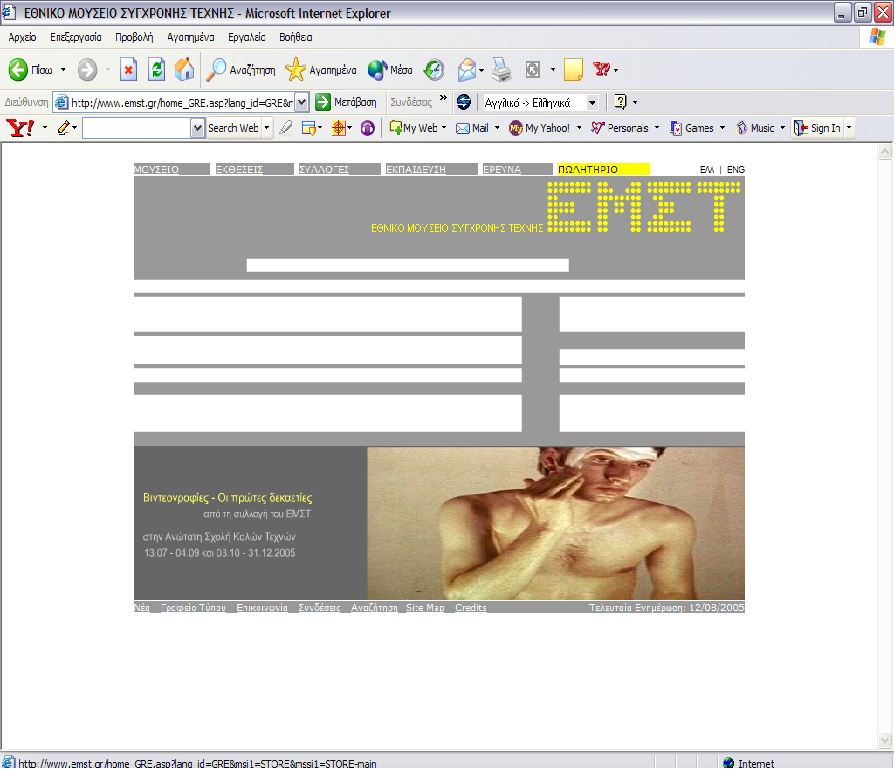 ΕΘΝΙΚΟ ΜΟΥΣΕΙΟ ΣΥΓΧΡΟΝΗΣ ΤΕΧΝΗΣ - Microsoft Internet Explorer
Αρχείο Επεξεργασία Προβολή Αγαπημένα Εργαλεία Βοήθεια
Πίσω Αναζήτηση Αγαπημένα Μέσα
Διεύθυνση http://www.emst.gr/home_GRE.asp?lang_id=GRE&m Μετάβαση Συνδέσεις » Αγγλικά -> Ελληνικά
Y! Search Web My Web Mail My Yahoo! Personals Games Music Sign In
ΜΟΥΣΕΙΟ ΕΚΘΕΣΕΙΣ ΣΥΛΛΟΓΕΣ ΕΚΠΑΙΔΕΥΣΗ ΕΡΕΥΝΑ ΠΩΛΗΤΗΡΙΟ ΕΛΛ | ENG
ΕΘΝΙΚΟ ΜΟΥΣΕΙΟ ΣΥΓΧΡΟΝΗΣ ΤΕΧΝΗΣ ΕΜΣΤ
Βιντεογραφίες - Οι πρώτες δεκαετίες
από τη συλλογή του ΕΜΣΤ
στην Ανώτατη Σχολή Καλών Τεχνών
13.07 - 04.09 και 03.10 - 31.12.2005
Νέα Γραφείο Τύπου Επικοινωνία Συνδέσεις Αναζήτηση Site Map Credits Τελευταία Ενημέρωση: 12/08/2005
http://www.emst.gr/home_GRE.asp?lang_id=GRE&msi1=STORE&mssi1=STORE-main Internet